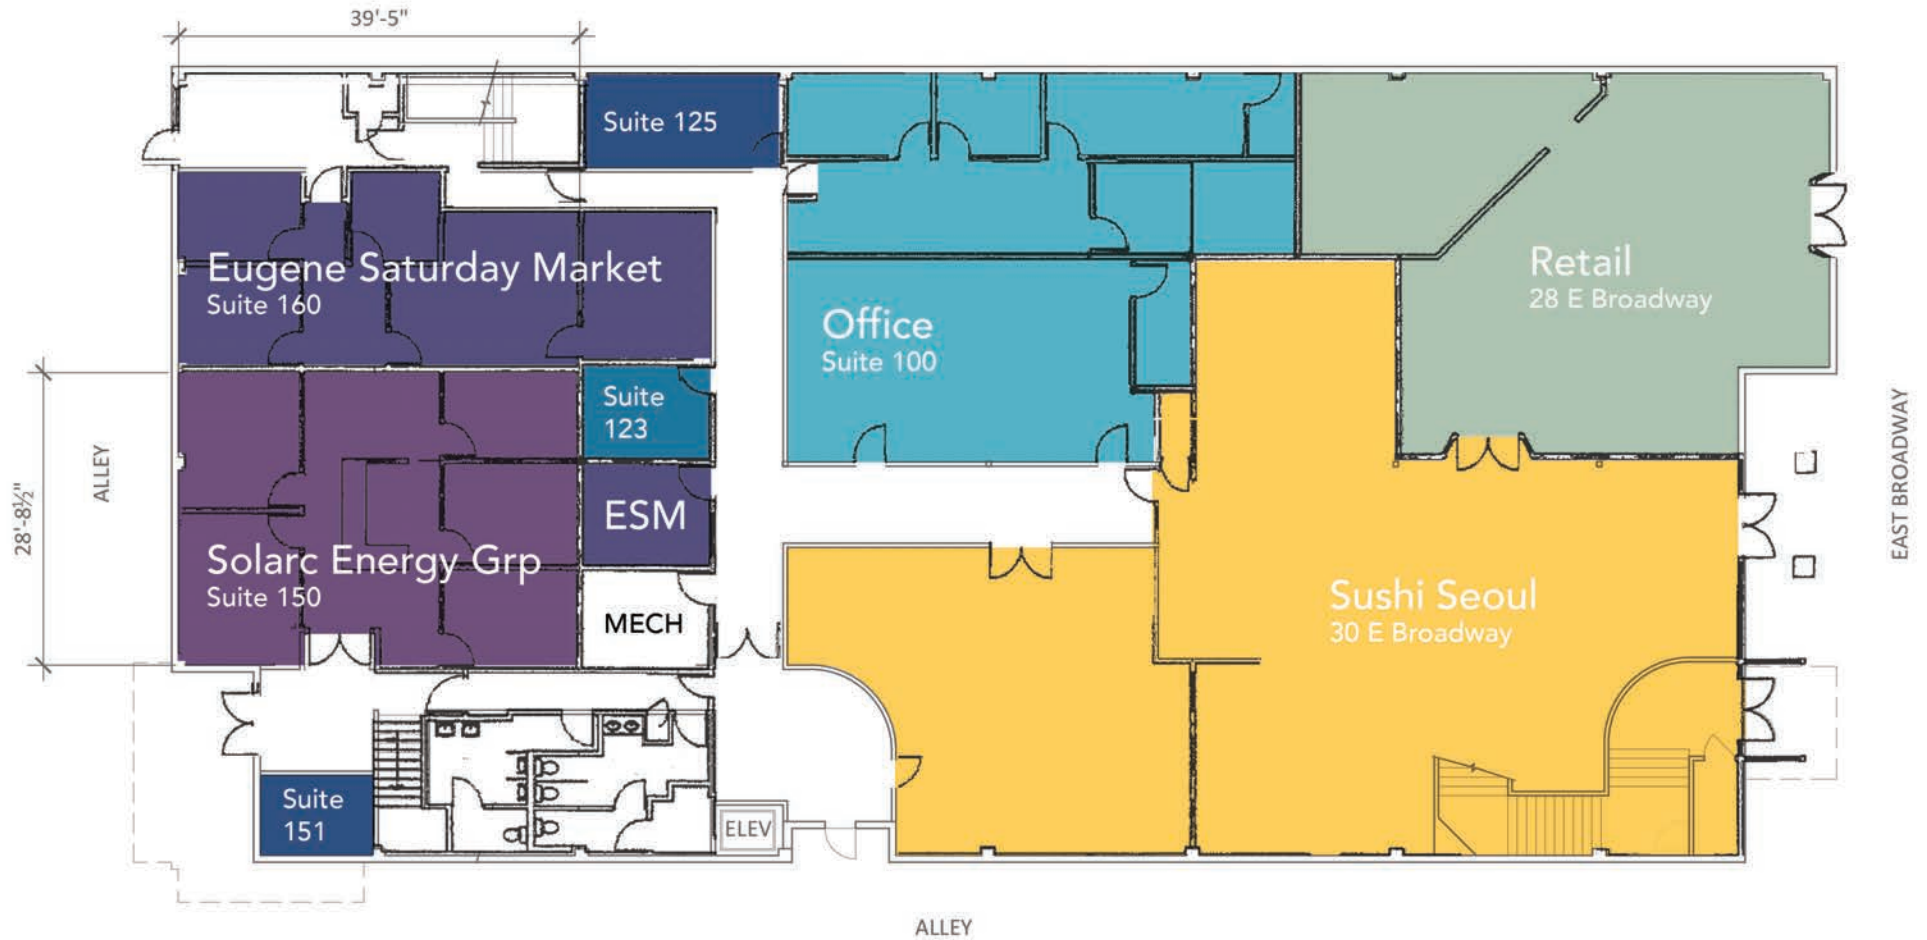 39'-5"
Suite 125
Eugene Saturday Market
Suite 160
Retail
28 E Broadway
Office
Suite 100
Suite
123
ALLEY
28'-8½"
EAST BROADWAY
ESM
Solarc Energy Grp
Suite 150
MECH
Sushi Seoul
30 E Broadway
Suite
151
ELEV
ALLEY